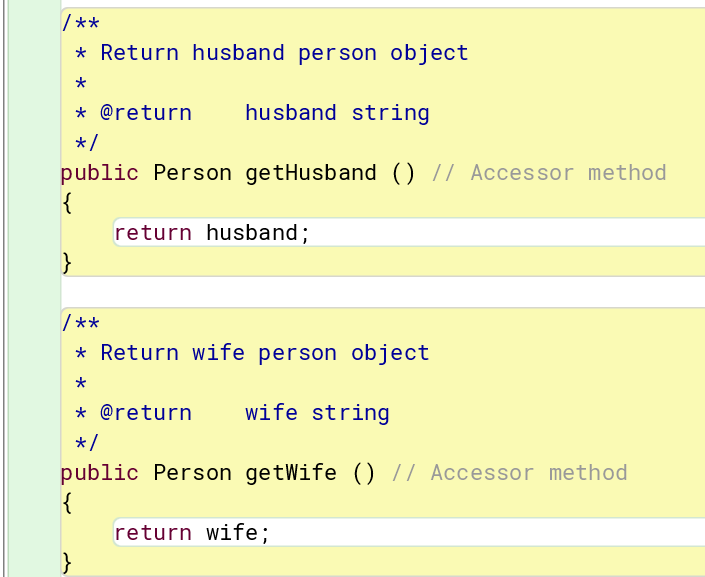 /**
 * Return husband person object
 *
 * @return    husband string
 */
public Person getHusband () // Accessor method
{
    return husband;
}
/**
 * Return wife person object
 *
 * @return    wife string
 */
public Person getWife () // Accessor method
{
    return wife;
}